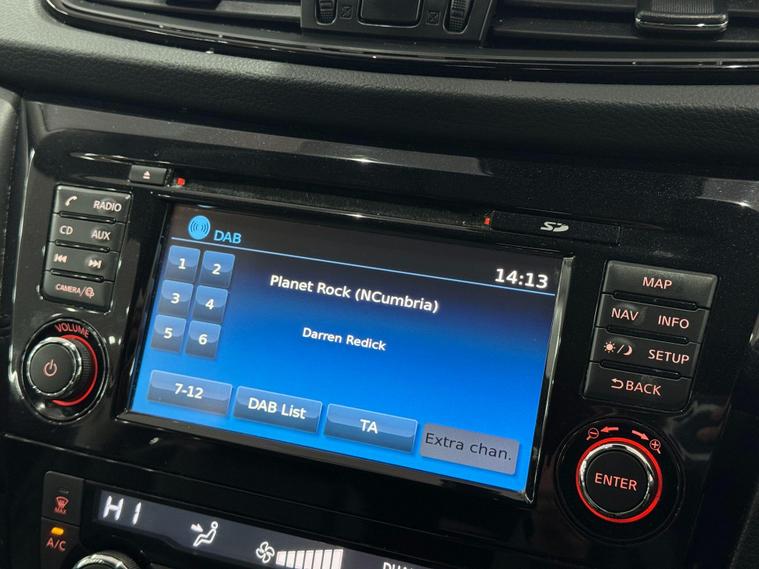 RADIO
CD AUX
CAMERA/
VOLUME
DAB
14:13
1 2
3 4
5 6
Planet Rock (NCumbria)
Darren Redick
7-12
DAB List
TA
Extra chan.
SD
MAP
NAV INFO
SETUP
BACK
ENTER
MAX
A/C
HI